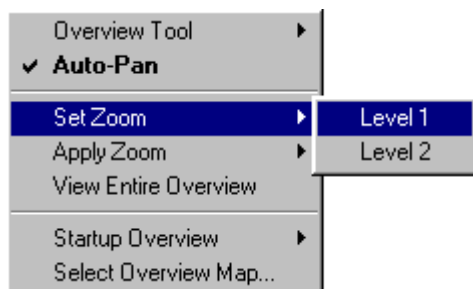 Overview Tool
Auto-Pan
Set Zoom
Level 1
Apply Zoom
Level 2
View Entire Overview
Startup Overview
Select Overview Map...